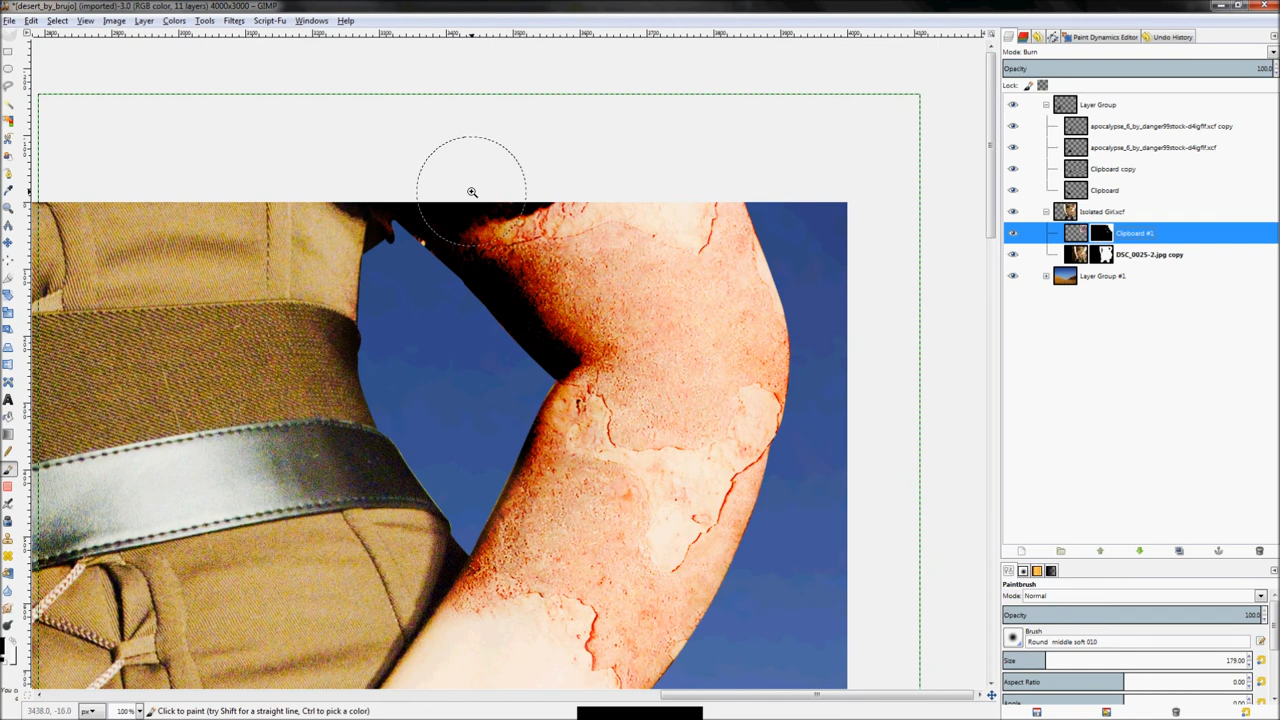 *[desert_by_brujo] (imported)-3.0 (RGB color, 11 layers) 4000x3000 – GIMP
File Edit Select View Image Layer Colors Tools Filters Script-Fu Windows Help
Paint Dynamics Editor Undo History
Mode: Burn
Opacity 100.0
Lock:
Layer Group
apocalypse_6_by_danger99stock-d4igflf.xcf copy
apocalypse_6_by_danger99stock-d4igflf.xcf
Clipboard copy
Clipboard
Isolated Girl.xcf
Clipboard #1
DSC_0025-2.jpg copy
Layer Group #1
Paintbrush
Mode: Normal
Opacity 100.0
Brush
Round middle soft 010
Size 179.00
Aspect Ratio 0.00
Angle
3438.0, -16.0 px 100% Click to paint (try Shift for a straight line, Ctrl to pick a color)